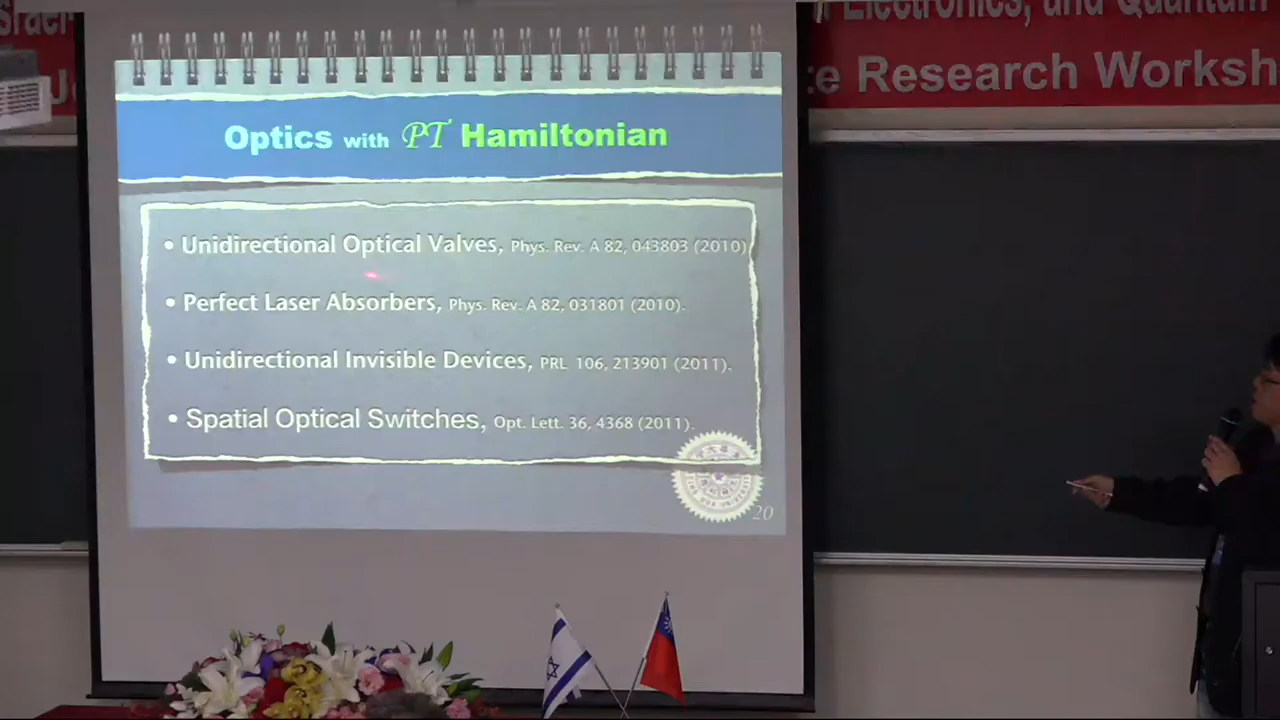 Electronics, and Quantum
te Research Worksh
Optics with PT Hamiltonian
• Unidirectional Optical Valves, Phys. Rev. A 82, 043803 (2010)
• Perfect Laser Absorbers, Phys. Rev. A 82, 031801 (2010).
• Unidirectional Invisible Devices, PRL 106, 213901 (2011).
• Spatial Optical Switches, Opt. Lett. 36, 4368 (2011).
20